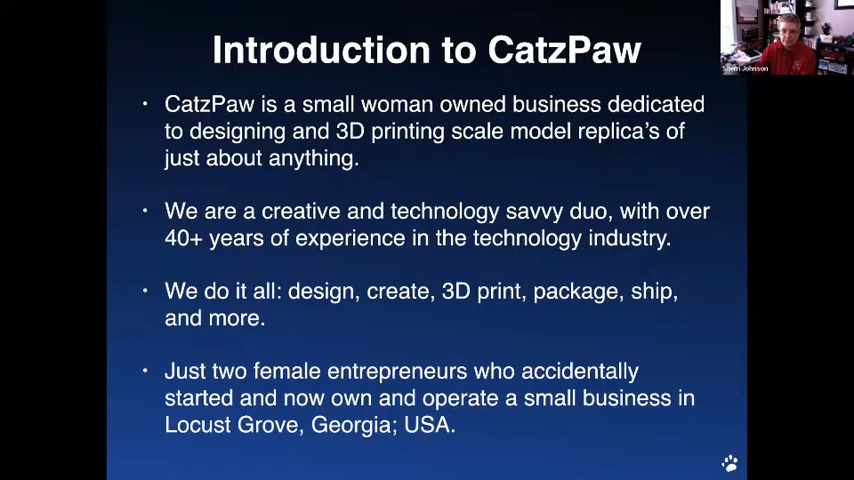 Introduction to CatzPaw
Sherri Johnson
• CatzPaw is a small woman owned business dedicated
to designing and 3D printing scale model replica's of
just about anything.
• We are a creative and technology savvy duo, with over
40+ years of experience in the technology industry.
• We do it all: design, create, 3D print, package, ship,
and more.
• Just two female entrepreneurs who accidentally
started and now own and operate a small business in
Locust Grove, Georgia; USA.